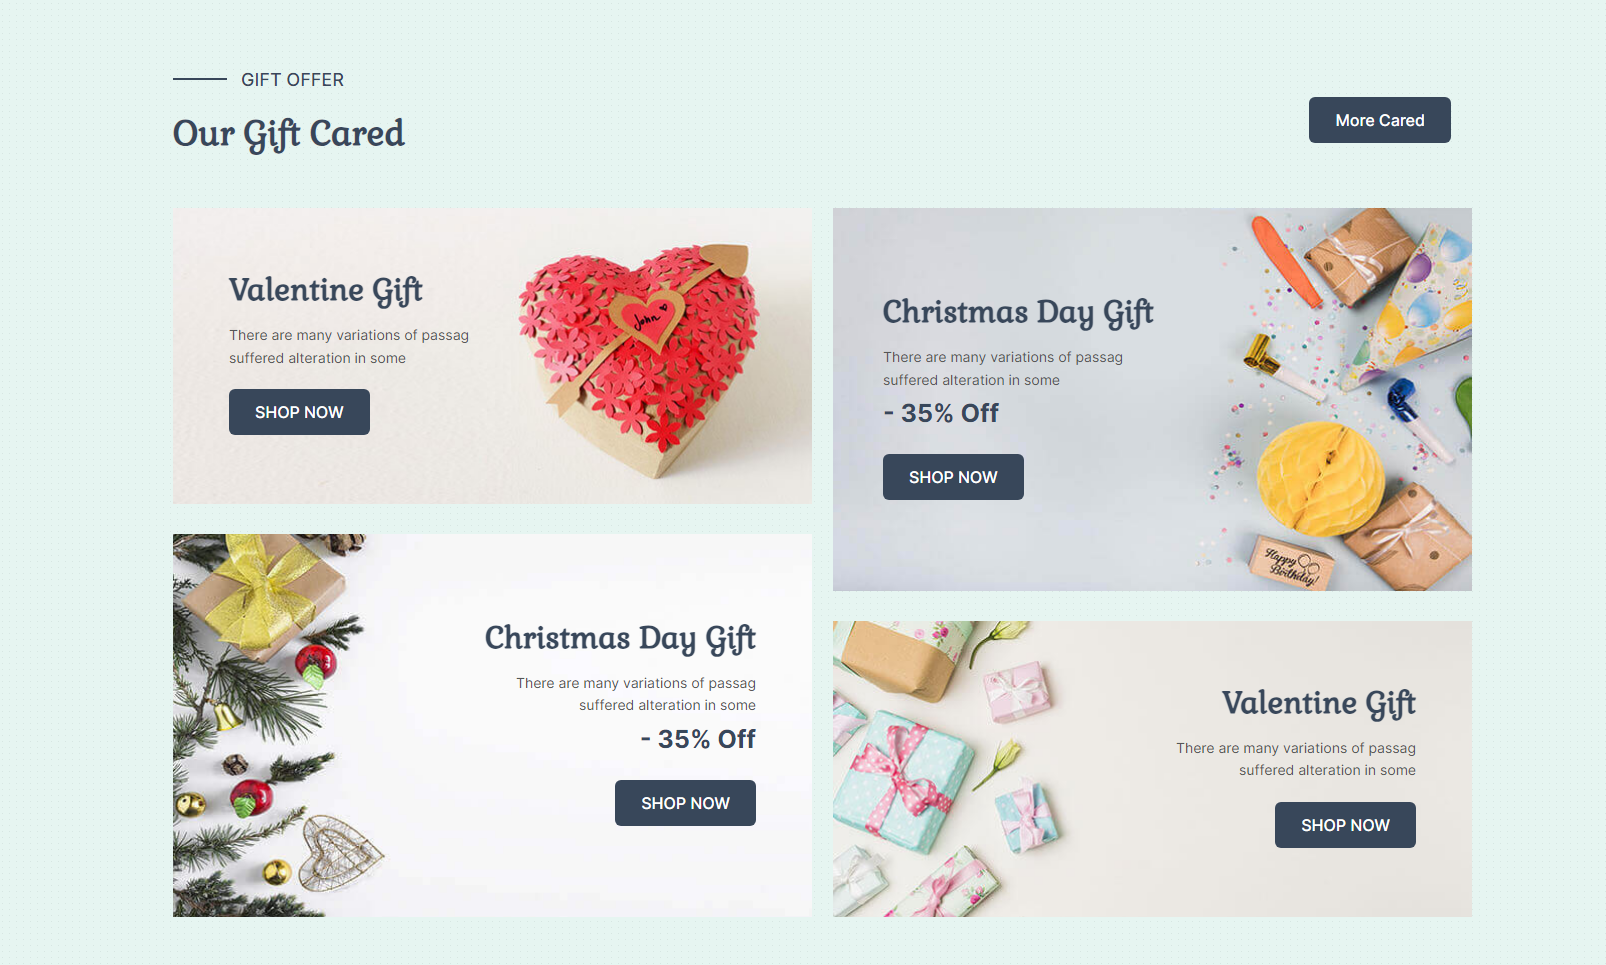 GIFT OFFER
Our Gift Cared
More Cared
Valentine Gift
There are many variations of passag
suffered alteration in some
SHOP NOW
John
Christmas Day Gift
There are many variations of passag
suffered alteration in some
- 35% Off
SHOP NOW
Happy
Birthday!
Christmas Day Gift
There are many variations of passag
suffered alteration in some
- 35% Off
SHOP NOW
Valentine Gift
There are many variations of passag
suffered alteration in some
SHOP NOW